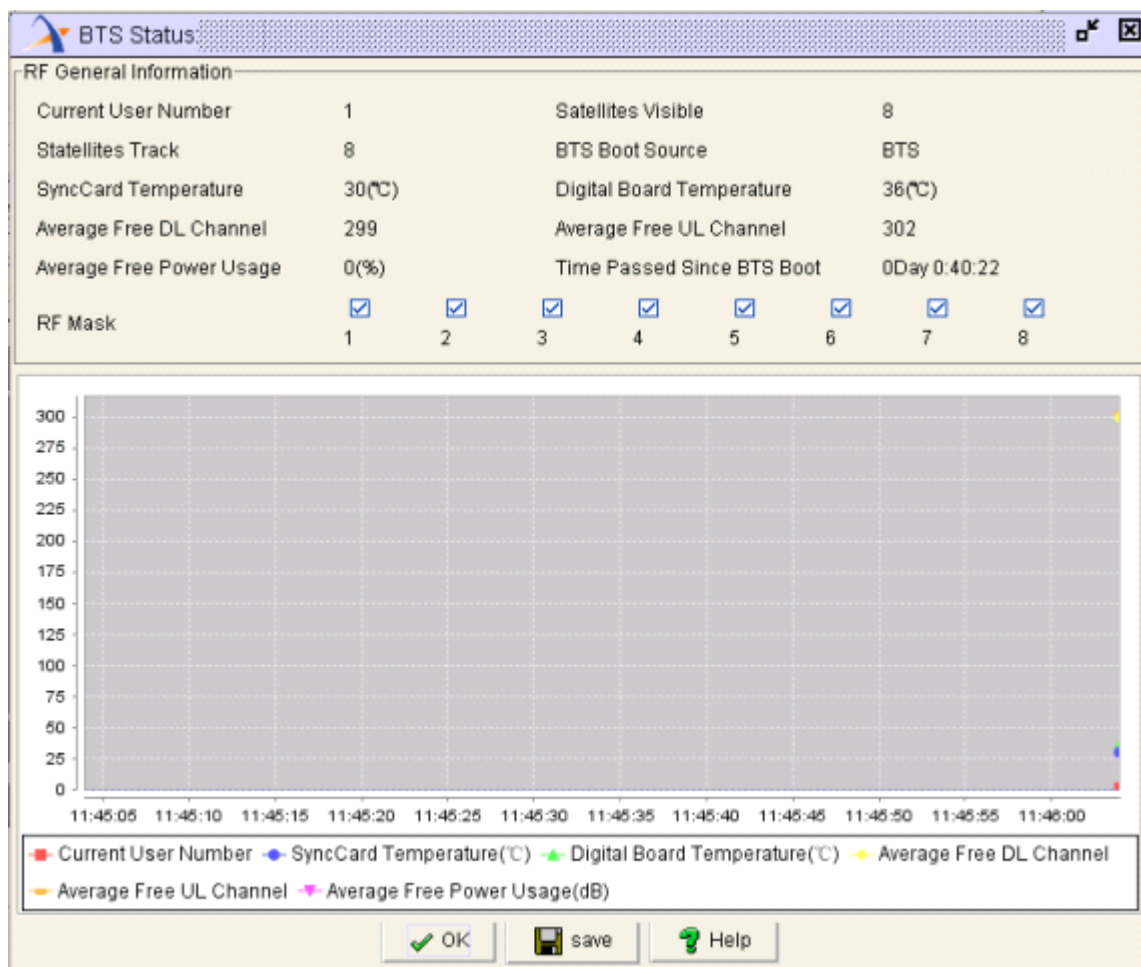 BTS Status:
RF General Information
Current User Number 1 Satellites Visible 8
Statellites Track 8 BTS Boot Source BTS
SyncCard Temperature 30(℃) Digital Board Temperature 36(℃)
Average Free DL Channel 299 Average Free UL Channel 302
Average Free Power Usage 0(%) Time Passed Since BTS Boot 0Day 0:40:22
RF Mask
1 2 3 4 5 6 7 8
300
275
250
225
200
175
150
125
100
75
50
25
0
11:45:05 11:45:10 11:45:15 11:45:20 11:45:25 11:45:30 11:45:35 11:45:40 11:45:45 11:45:50 11:45:55 11:46:00
Current User Number SyncCard Temperature(℃) Digital Board Temperature(℃) Average Free DL Channel
Average Free UL Channel Average Free Power Usage(dB)
OK save Help